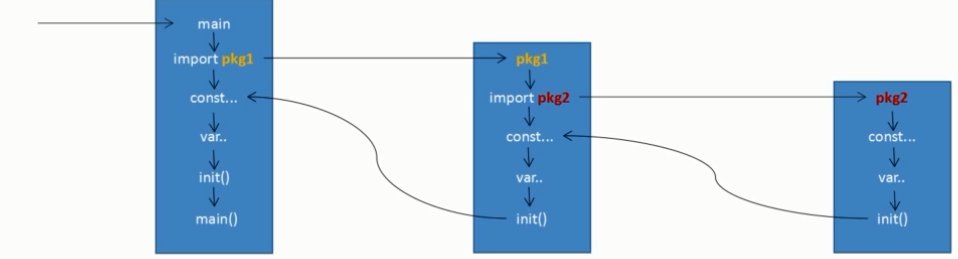 main
import pkg1
const...
var..
init()
main()
pkg1
import pkg2
const...
var..
init()
pkg2
const...
var..
init()